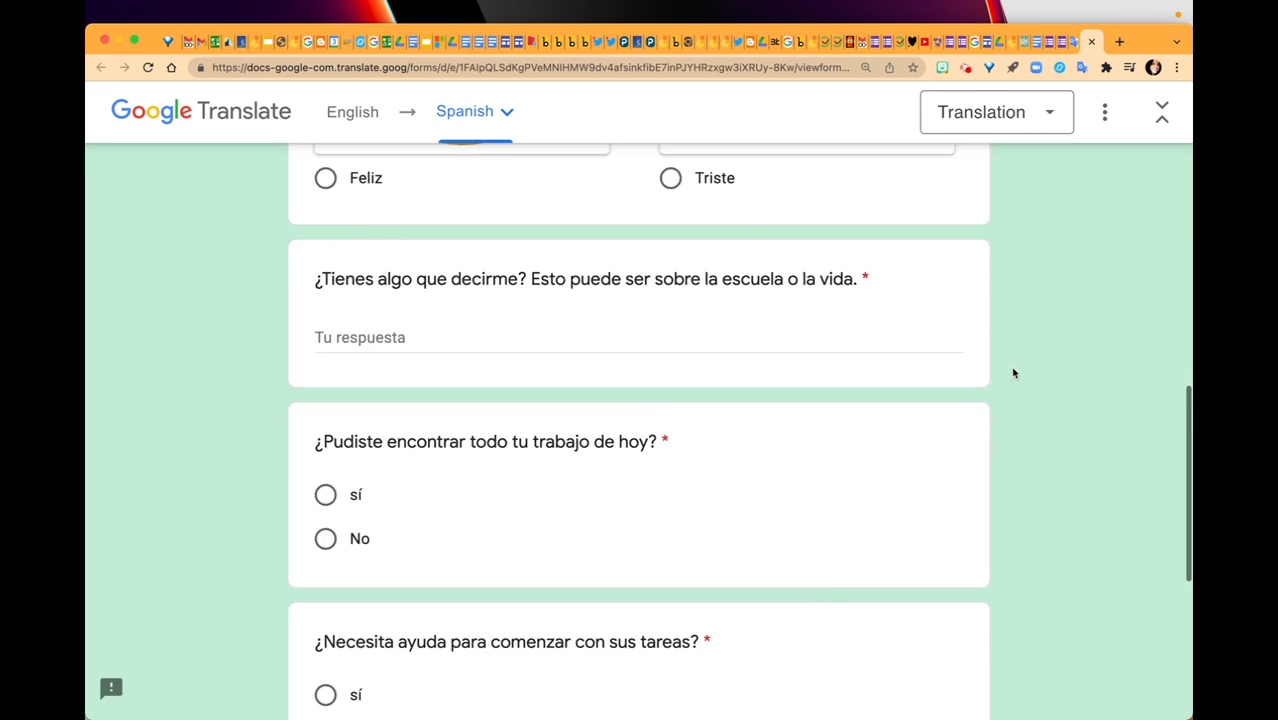 https://docs-google-com.translate.goog/forms/d/e/1FAIpQLSdKgPVeMNIHMW9dv4afsinkfibE7inPJYHRzxgw3iXRUy-8Kw/viewform...
Google Translate
English → Spanish
Translation
Feliz
Triste
¿Tienes algo que decirme? Esto puede ser sobre la escuela o la vida. *
Tu respuesta
¿Pudiste encontrar todo tu trabajo de hoy? *
sí
No
¿Necesita ayuda para comenzar con sus tareas? *
sí